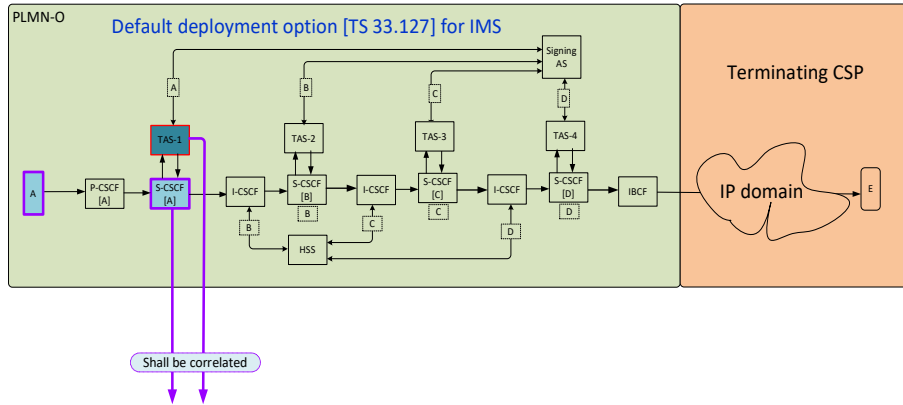 PLMN-O
Default deployment option [TS 33.127] for IMS
Signing
AS
Terminating CSP
A
B
C
D
TAS-1
TAS-2
TAS-3
TAS-4
A
P-CSCF
[A]
S-CSCF
[A]
I-CSCF
S-CSCF
[B]
I-CSCF
S-CSCF
[C]
I-CSCF
S-CSCF
[D]
IBCF
IP domain
E
B
C
D
B
C
D
HSS
Shall be correlated